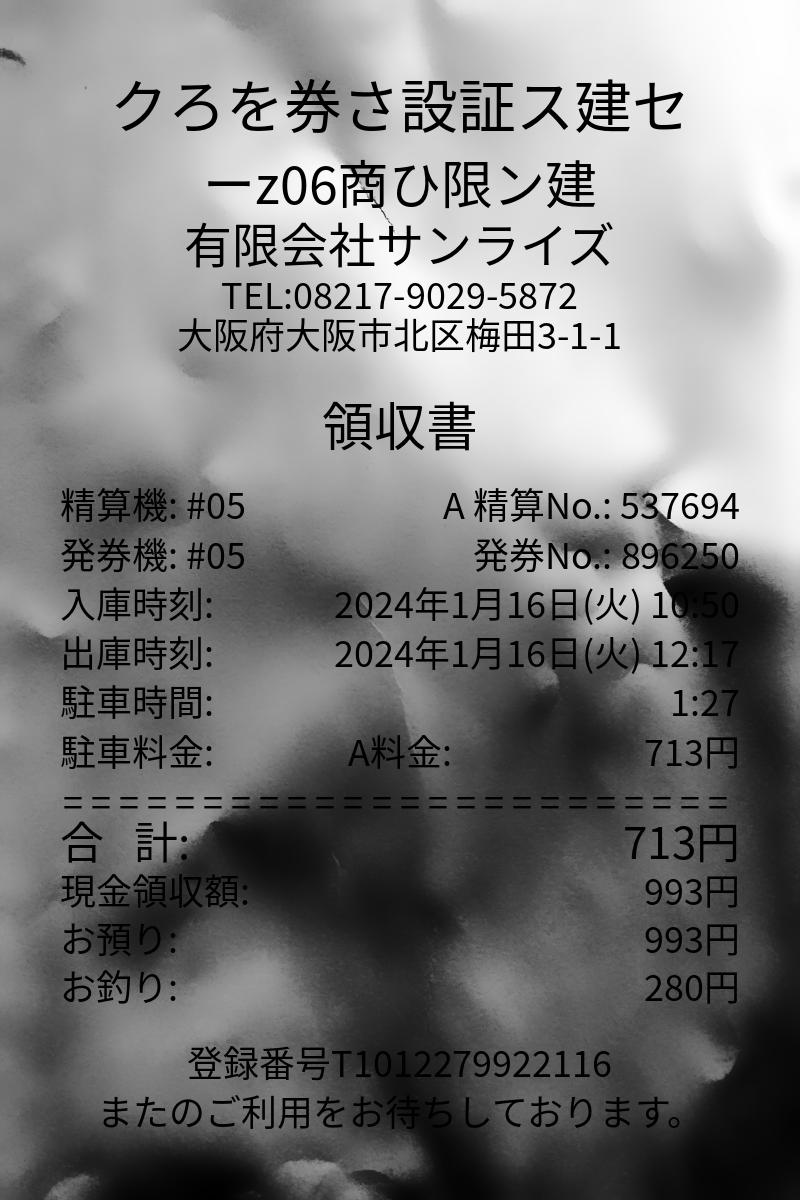 クろを券さ設証ス建セ
ーz06商ひ限ン建
有限会社サンライズ
TEL:08217-9029-5872
大阪府大阪市北区梅田3-1-1
領収書
精算機: #05 A 精算No.: 537694
発券機: #05 発券No.: 896250
入庫時刻: 2024年1月16日(火) 10:50
出庫時刻: 2024年1月16日(火) 12:17
駐車時間: 1:27
駐車料金: A料金: 713円
========================
合 計: 713円
現金領収額: 993円
お預り: 993円
お釣り: 280円
登録番号T1012279922116
またのご利用をお待ちしております。